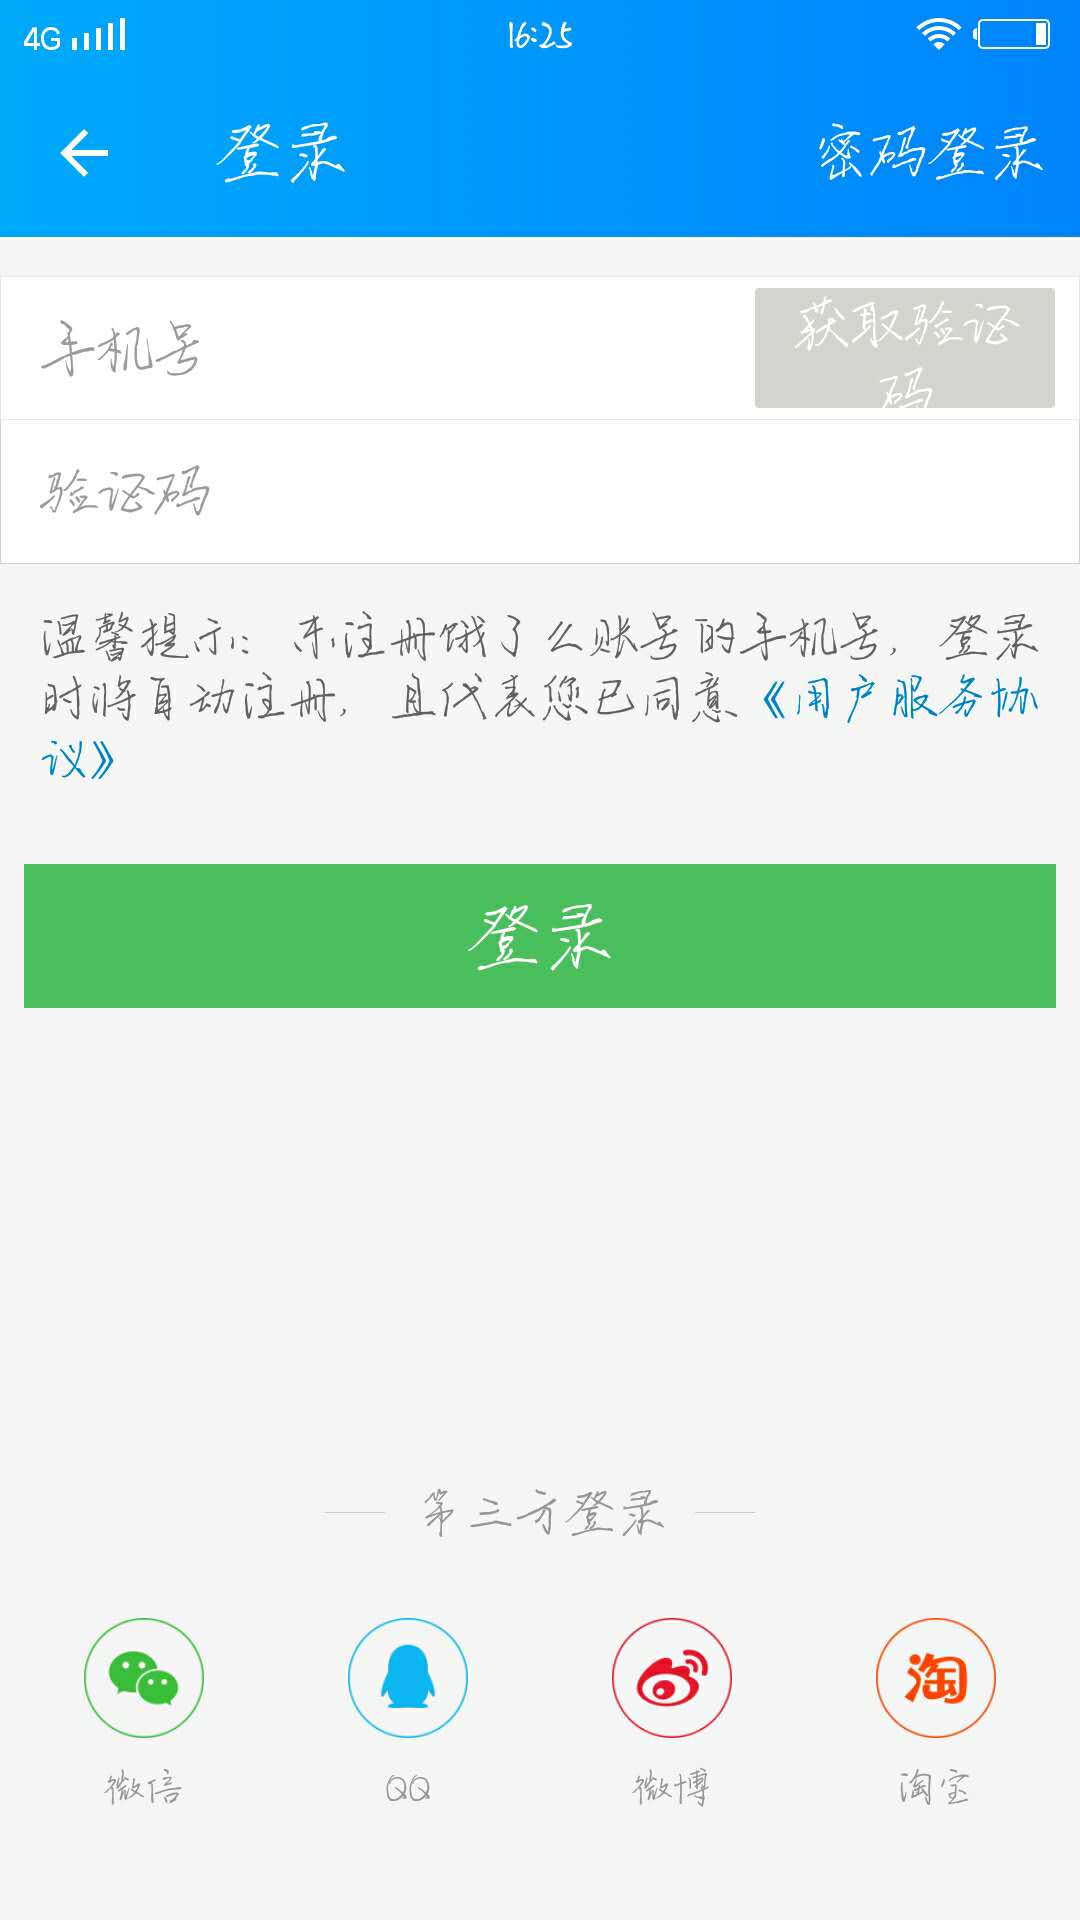 4G 16:25
登录 密码登录
手机号
获取验证
码
验证码
温馨提示：未注册饿了么账号的手机号，登录
时将自动注册，且代表您已同意《用户服务协
议》
登录
第三方登录
淘
微信 QQ 微博 淘宝